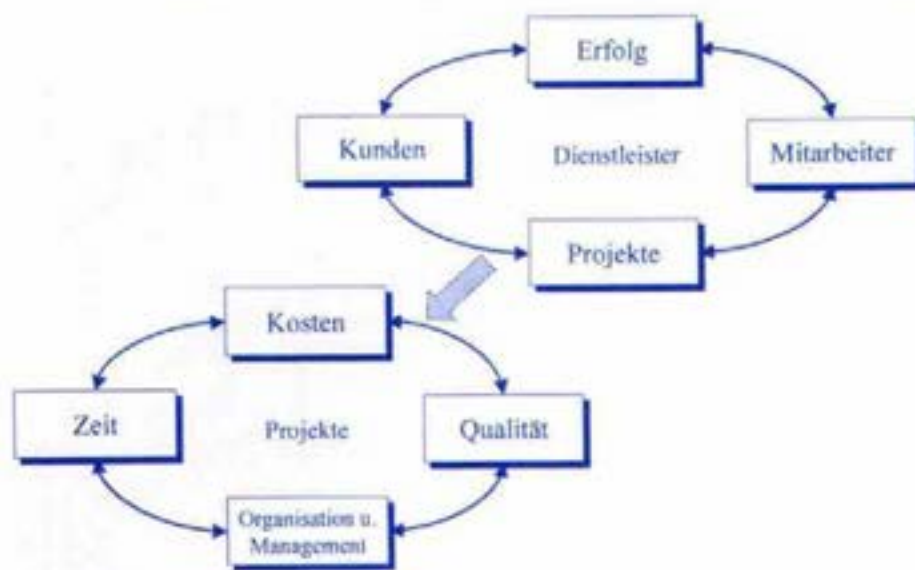 Erfolg
Kunden
Dienstleister
Mitarbeiter
Projekte
Kosten
Zeit
Projekte
Qualität
Organisation u.
Management